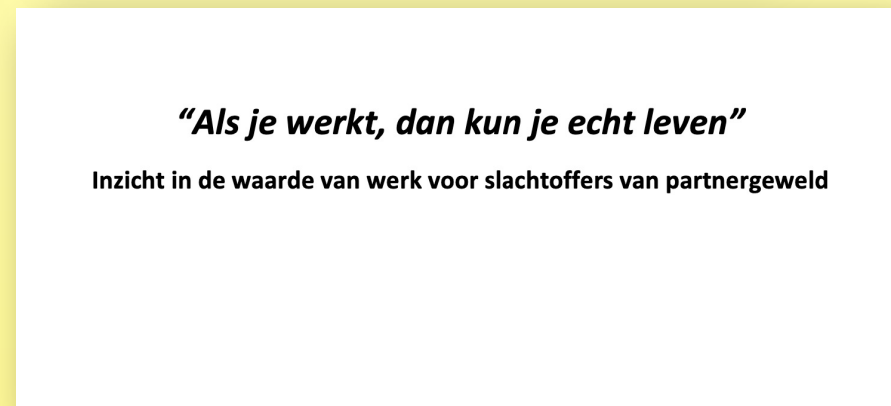 “Als je werkt, dan kun je echt leven”
Inzicht in de waarde van werk voor slachtoffers van partnergeweld